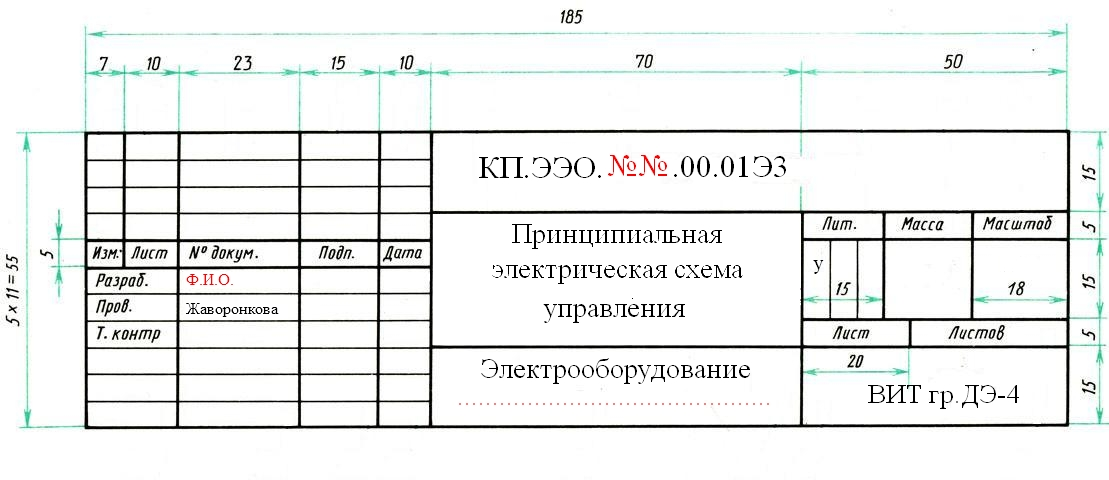 185
7 10 23 15 10 70 50
КП.ЭЭО. №№ .00.01ЭЗ
15
Принципиальная
электрическая схема
управления
Лит. Масса Масштаб
5
Изм. Лист № докум. Подп. Дата
5
5 x 11 = 55
Разраб. Ф.И.О.
Пров. Жаворонкова
Т. контр
у
15 18
15
Лист Листов
5
20
Электрооборудование
........................................
ВИТ гр.ДЭ-4
15